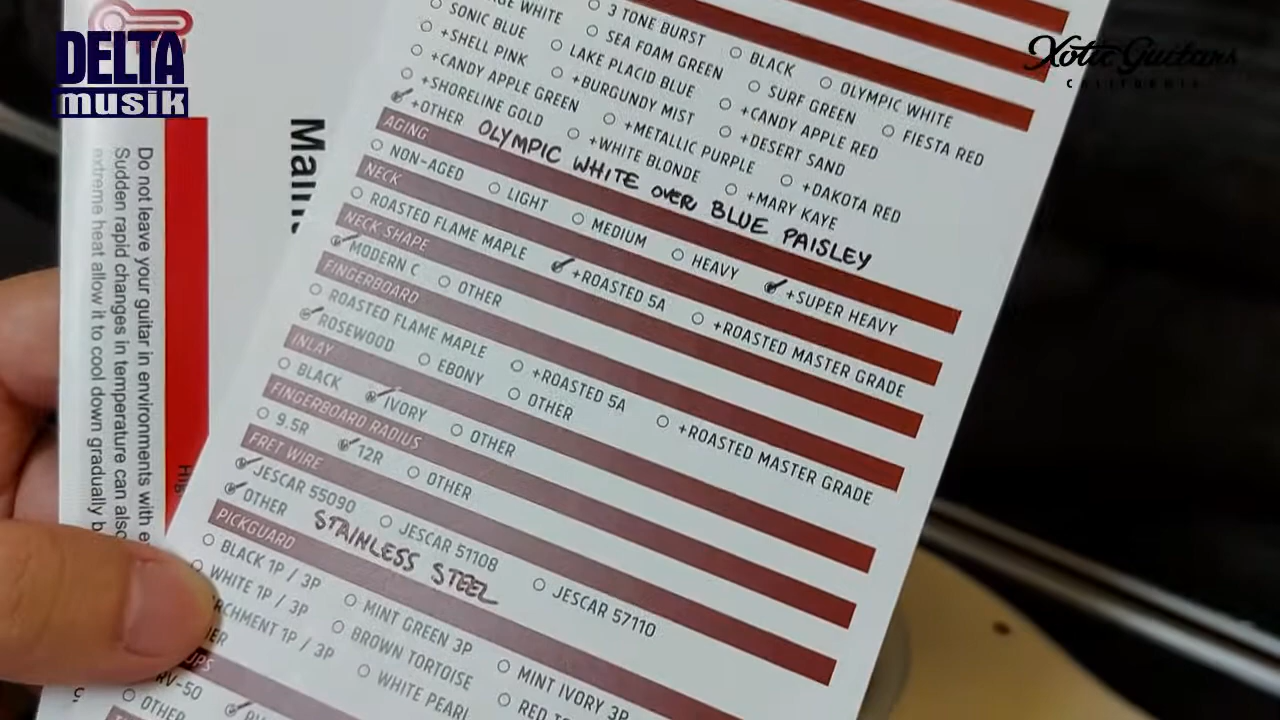 DELTA
musik
Xotic Guitars
CALIFORNIA
Do not leave your guitar in environments with
Sudden rapid changes in temperature can also
extreme heat allow it to cool down gradually
WHITE 3 TONE BURST BLACK OLYMPIC WHITE
SONIC BLUE SEA FOAM GREEN SURF GREEN FIESTA RED
+SHELL PINK LAKE PLACID BLUE +CANDY APPLE RED
+CANDY APPLE GREEN +BURGUNDY MIST +DESERT SAND
+SHORELINE GOLD +METALLIC PURPLE +DAKOTA RED
+WHITE BLONDE +MARY KAYE
+OTHER OLYMPIC WHITE OVER BLUE PAISLEY
AGING
NON-AGED LIGHT MEDIUM HEAVY +SUPER HEAVY
NECK
ROASTED FLAME MAPLE +ROASTED 5A +ROASTED MASTER GRADE
NECK SHAPE
MODERN C OTHER
FINGERBOARD
ROASTED FLAME MAPLE +ROASTED 5A +ROASTED MASTER GRADE
ROSEWOOD EBONY OTHER
INLAY
BLACK IVORY OTHER
FINGERBOARD RADIUS
9.5R 12R OTHER
FRET WIRE
JESCAR 55090 JESCAR 51108 JESCAR 57110
OTHER STAINLESS STEEL
PICKGUARD
BLACK 1P / 3P MINT GREEN 3P MINT IVORY 3P
WHITE 1P / 3P BROWN TORTOISE
1P / 3P WHITE PEARL
RV-50
OTHER